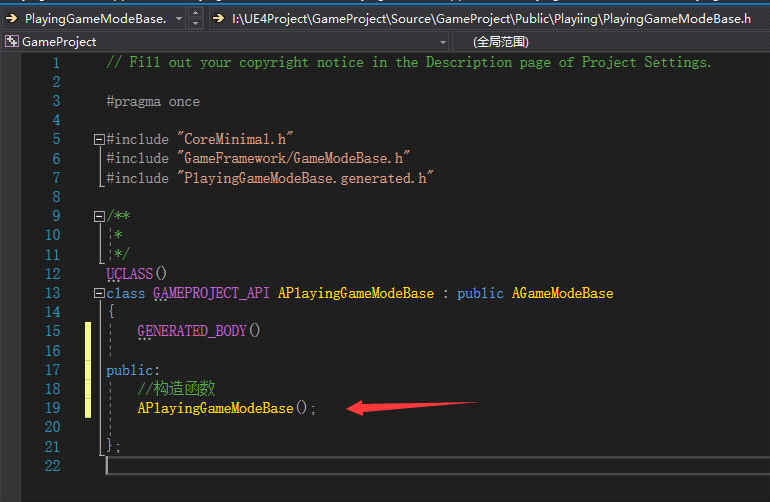 PlayingGameModeBase.
I:\UE4Project\GameProject\Source\GameProject\Public\Playiing\PlayingGameModeBase.h
GameProject
(全局范围)
1 // Fill out your copyright notice in the Description page of Project Settings.
2
3 #pragma once
4
5 #include "CoreMinimal.h"
6 #include "GameFramework/GameModeBase.h"
7 #include "PlayingGameModeBase.generated.h"
8
9 /**
10 *
11 */
12 UCLASS()
13 class GAMEPROJECT_API APlayingGameModeBase : public AGameModeBase
14 {
15 GENERATED_BODY()
16
17 public:
18 //构造函数
19 APlayingGameModeBase();
20
21 };
22